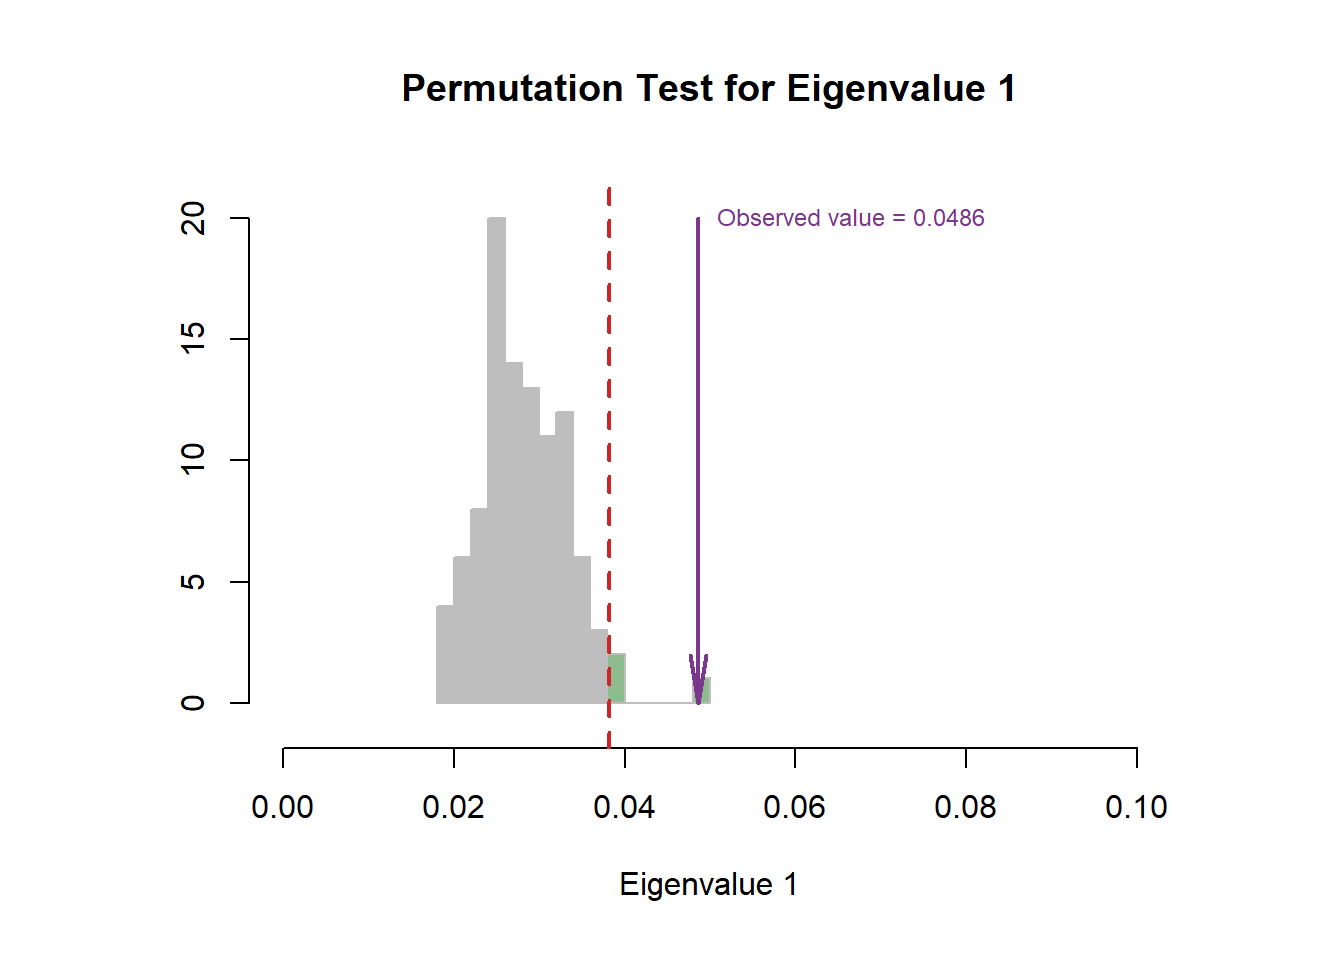 Permutation Test for Eigenvalue 1
Observed value = 0.0486
20
15
10
5
0
0.00 0.02 0.04 0.06 0.08 0.10
Eigenvalue 1